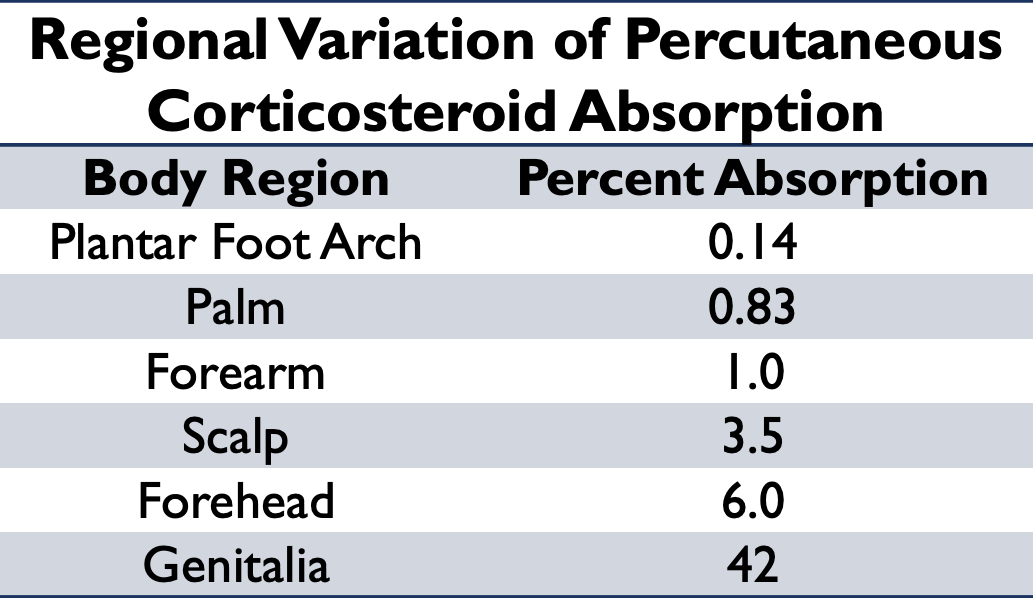 Regional Variation of Percutaneous
Corticosteroid Absorption
Body Region Percent Absorption
Plantar Foot Arch 0.14
Palm 0.83
Forearm 1.0
Scalp 3.5
Forehead 6.0
Genitalia 42